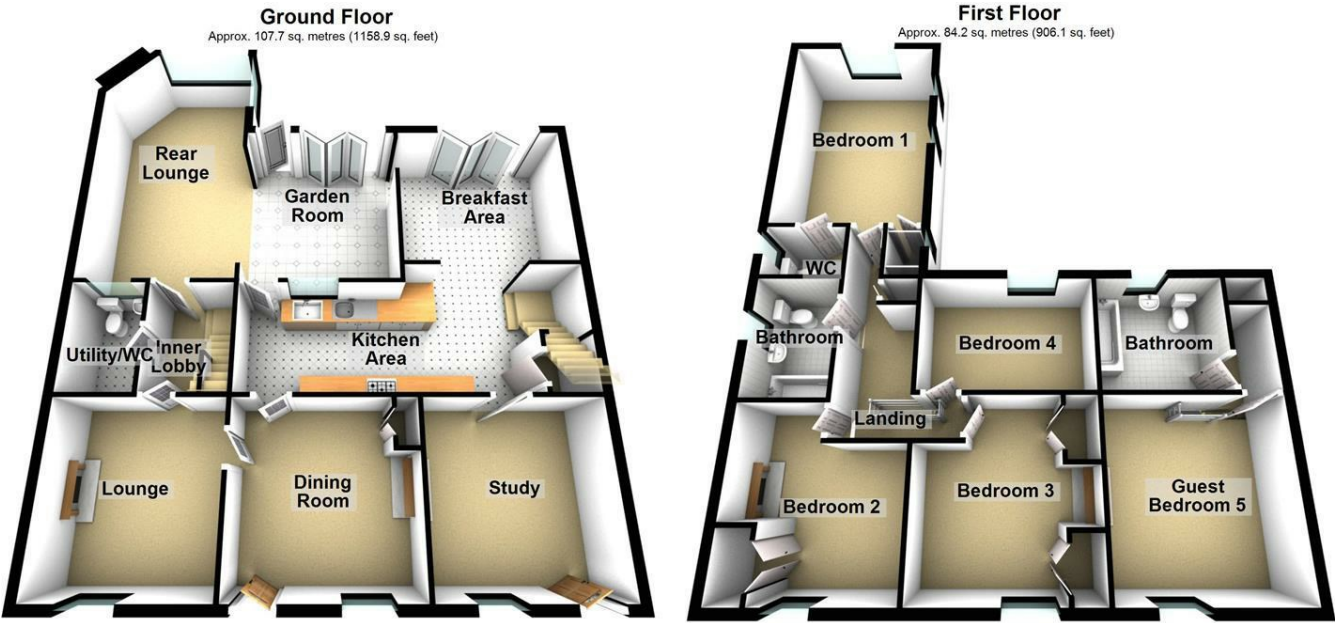 Ground Floor
Approx. 107.7 sq. metres (1158.9 sq. feet)
Rear
Lounge
Garden
Room
Breakfast
Area
Utility/WC
Inner
Lobby
Kitchen
Area
Lounge
Dining
Room
Study
First Floor
Approx. 84.2 sq. metres (906.1 sq. feet)
Bedroom 1
WC
Bathroom
Bedroom 4
Bathroom
Landing
Bedroom 2
Bedroom 3
Guest
Bedroom 5